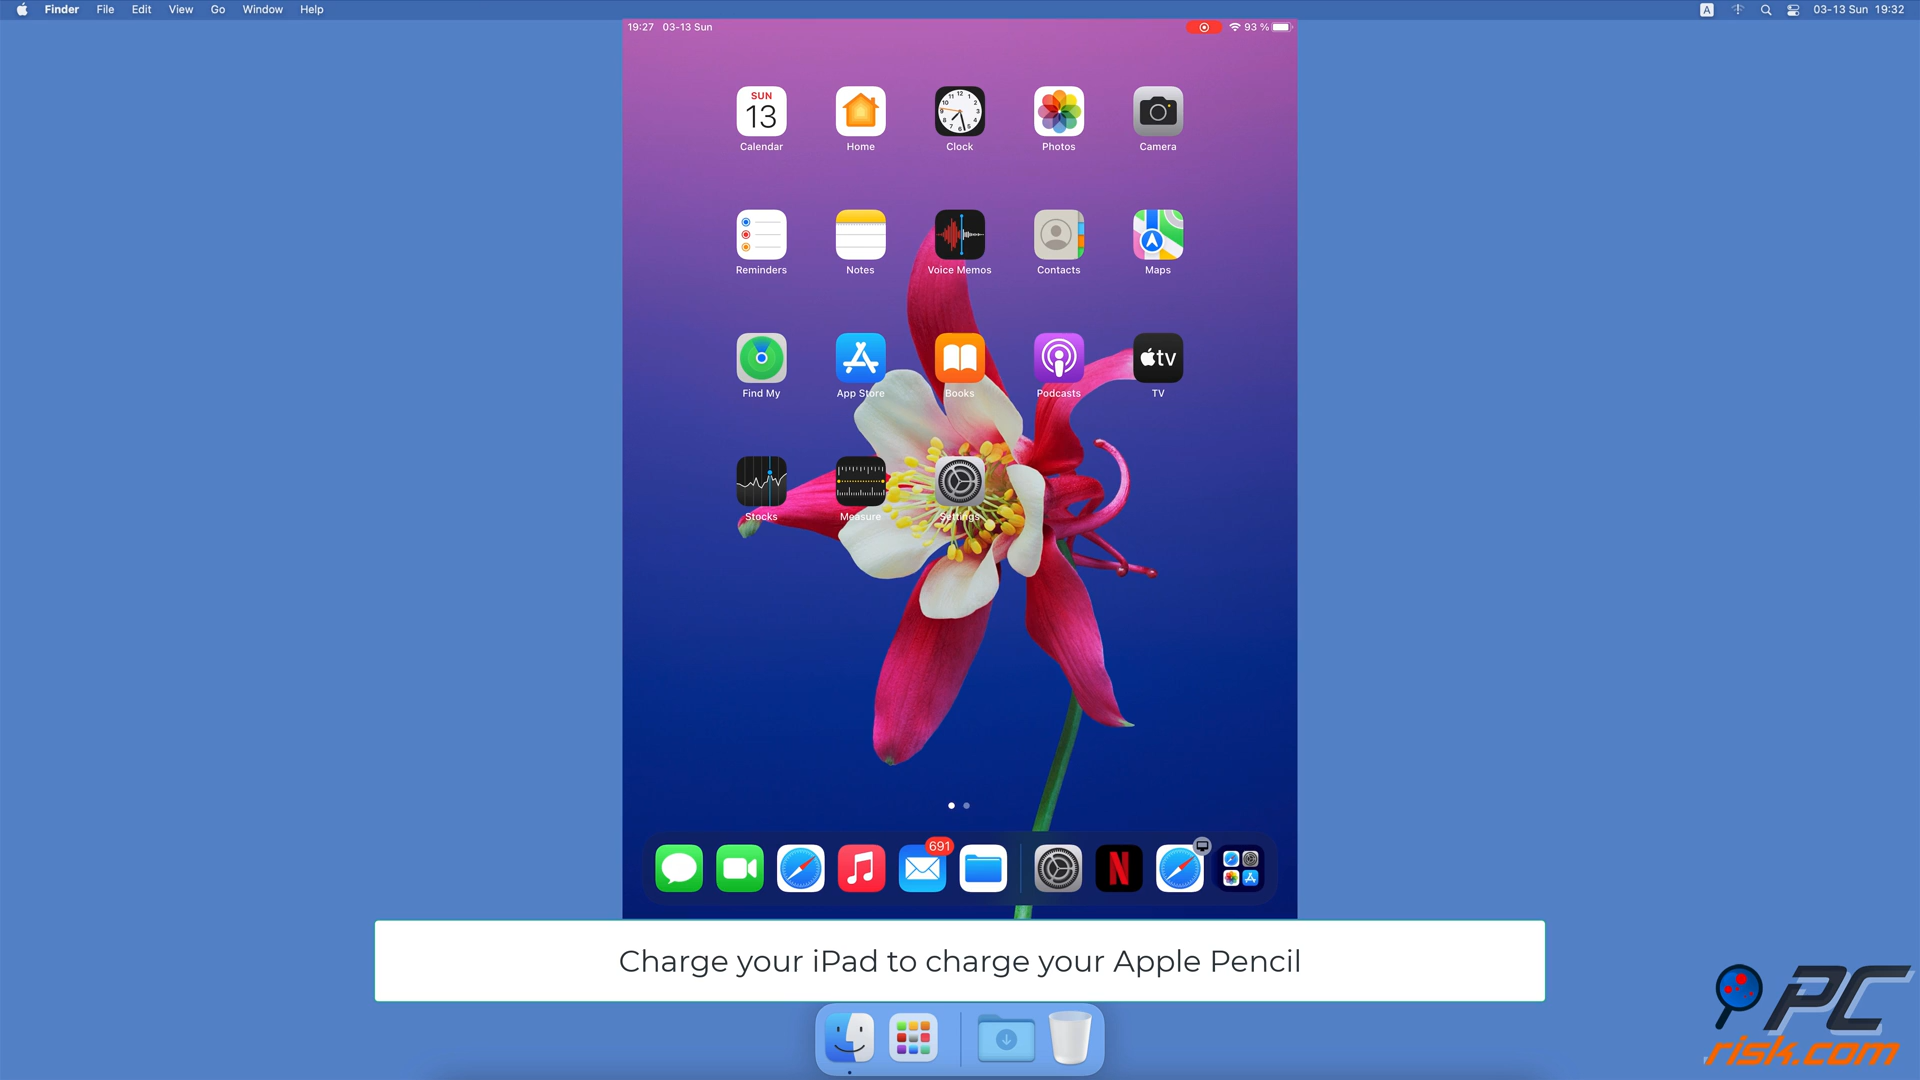 Finder File Edit View Go Window Help
A 03-13 Sun 19:32
19:27 03-13 Sun
93 %
SUN
13
Calendar Home Clock Photos Camera
Reminders Notes Voice Memos Contacts Maps
tv
Find My App Store Books Podcasts TV
Stocks Measure Settings
691
N
Charge your iPad to charge your Apple Pencil
PC
risk.com